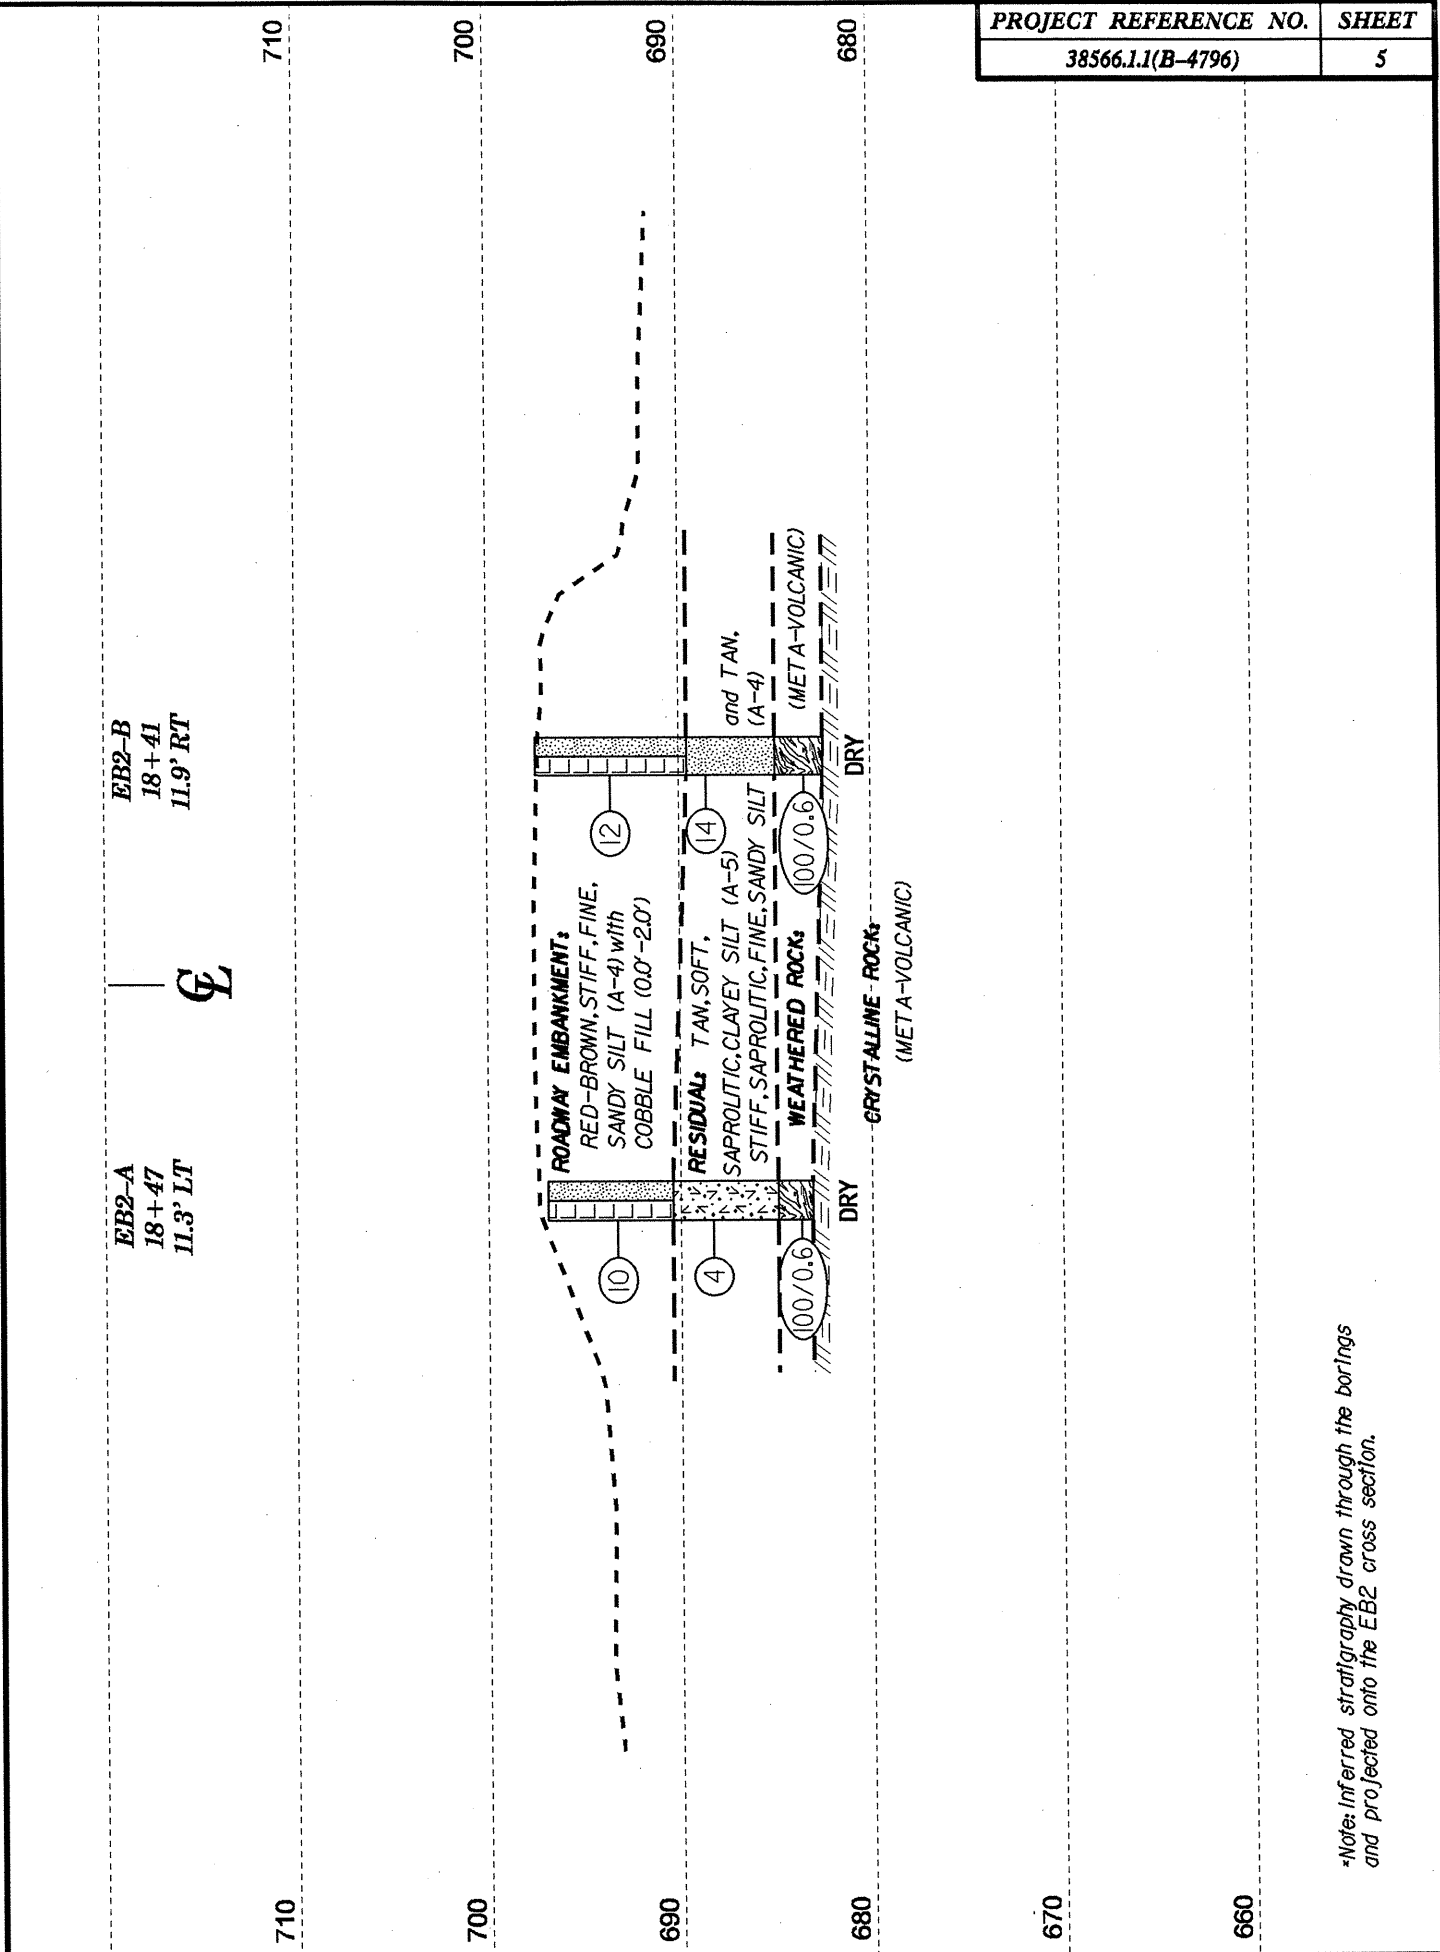 PROJECT REFERENCE NO. SHEET
38566.1.1(B-4796) 5
EB2-A
18+47
11.3' LT
EB2-B
18+41
11.9' RT
CL
710 710
700 700
690 690
680 680
670
660
ROADWAY EMBANKMENT:
RED-BROWN, STIFF, FINE,
SANDY SILT (A-4) with
COBBLE FILL (0.0'-2.0')
10 12
RESIDUAL: TAN, SOFT,
SAPROLITIC, CLAYEY SILT (A-5) and TAN,
STIFF, SAPROLITIC, FINE, SANDY SILT (A-4)
4 14
WEATHERED ROCK: (META-VOLCANIC)
100/0.6 100/0.6
DRY DRY
CRYSTALLINE ROCK:
(META-VOLCANIC)
*Note: Inferred stratigraphy drawn through the borings
and projected onto the EB2 cross section.